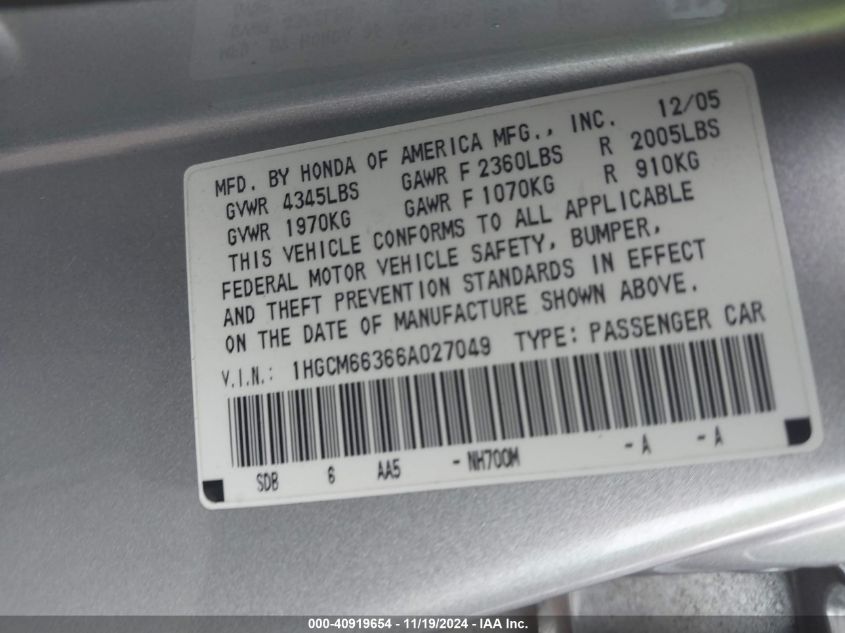 MFD. BY HONDA OF AMERICA MFG., INC. 12/05
GVWR 4345LBS GAWR F 2360LBS R 2005LBS
GVWR 1970KG GAWR F 1070KG R 910KG
THIS VEHICLE CONFORMS TO ALL APPLICABLE
FEDERAL MOTOR VEHICLE SAFETY, BUMPER,
AND THEFT PREVENTION STANDARDS IN EFFECT
ON THE DATE OF MANUFACTURE SHOWN ABOVE.
V.I.N.: 1HGCM66366A027049 TYPE: PASSENGER CAR
SDB 6 AA5 -NH700M -A -A
000-40919654 - 11/19/2024 - IAA Inc.